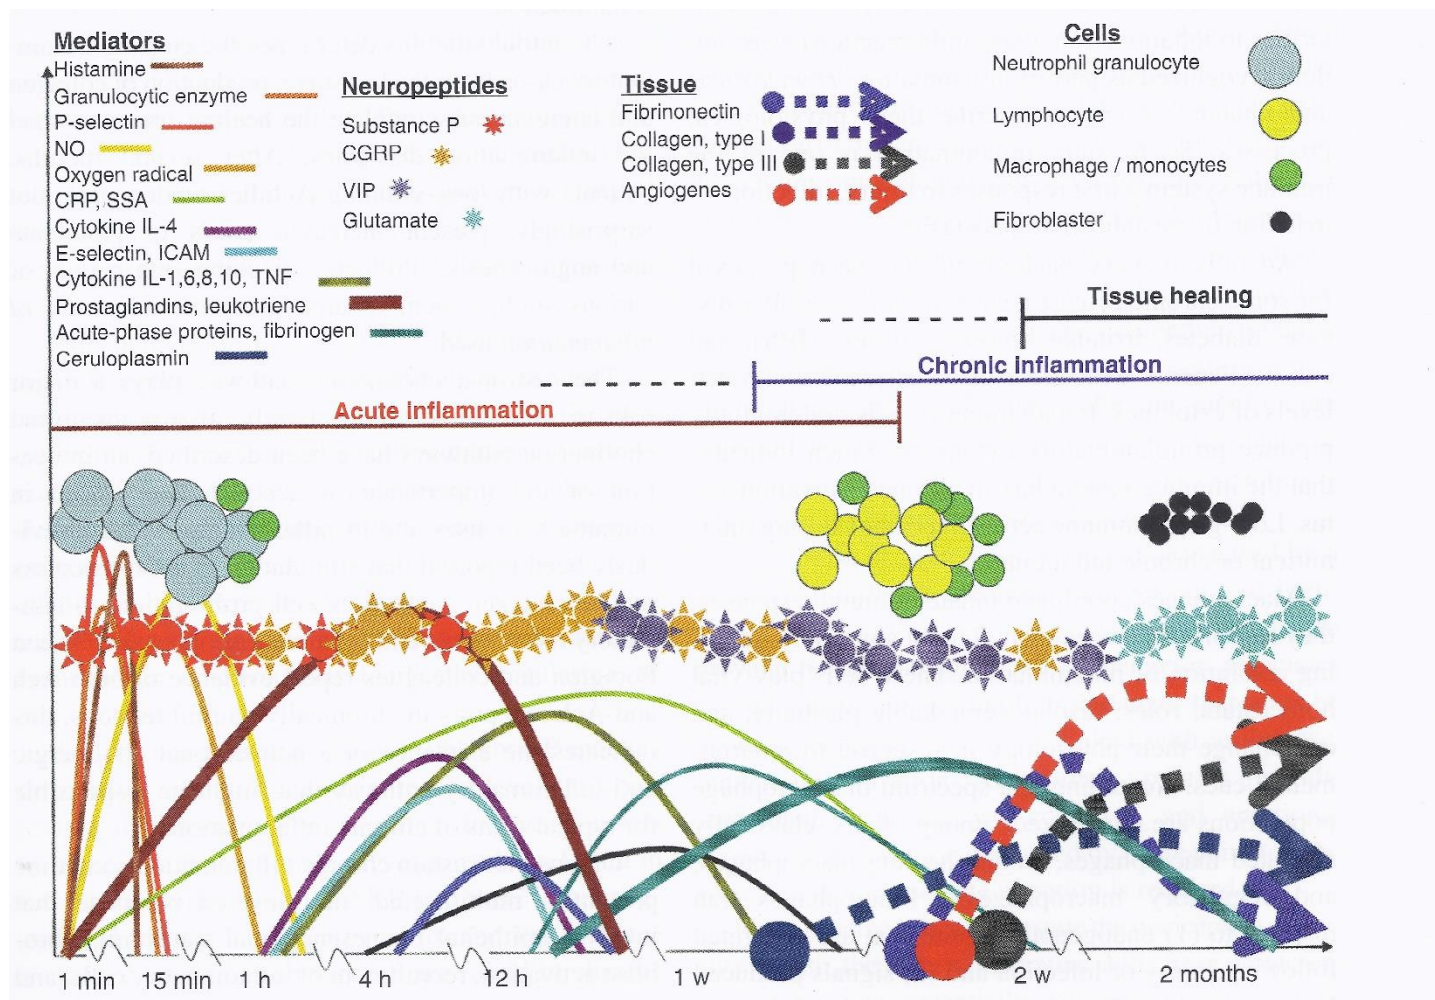 Mediators
Histamine
Granulocytic enzyme
P-selectin
NO
Oxygen radical
CRP, SSA
Cytokine IL-4
E-selectin, ICAM
Cytokine IL-1,6,8,10, TNF
Prostaglandins, leukotriene
Acute-phase proteins, fibrinogen
Ceruloplasmin
Neuropeptides
Substance P
CGRP
VIP
Glutamate
Tissue
Fibrinonectin
Collagen, type I
Collagen, type III
Angiogenes
Cells
Neutrophil granulocyte
Lymphocyte
Macrophage / monocytes
Fibroblaster
Tissue healing
Chronic inflammation
Acute inflammation
1 min 15 min 1 h 4 h 12 h 1 w 2 w 2 months